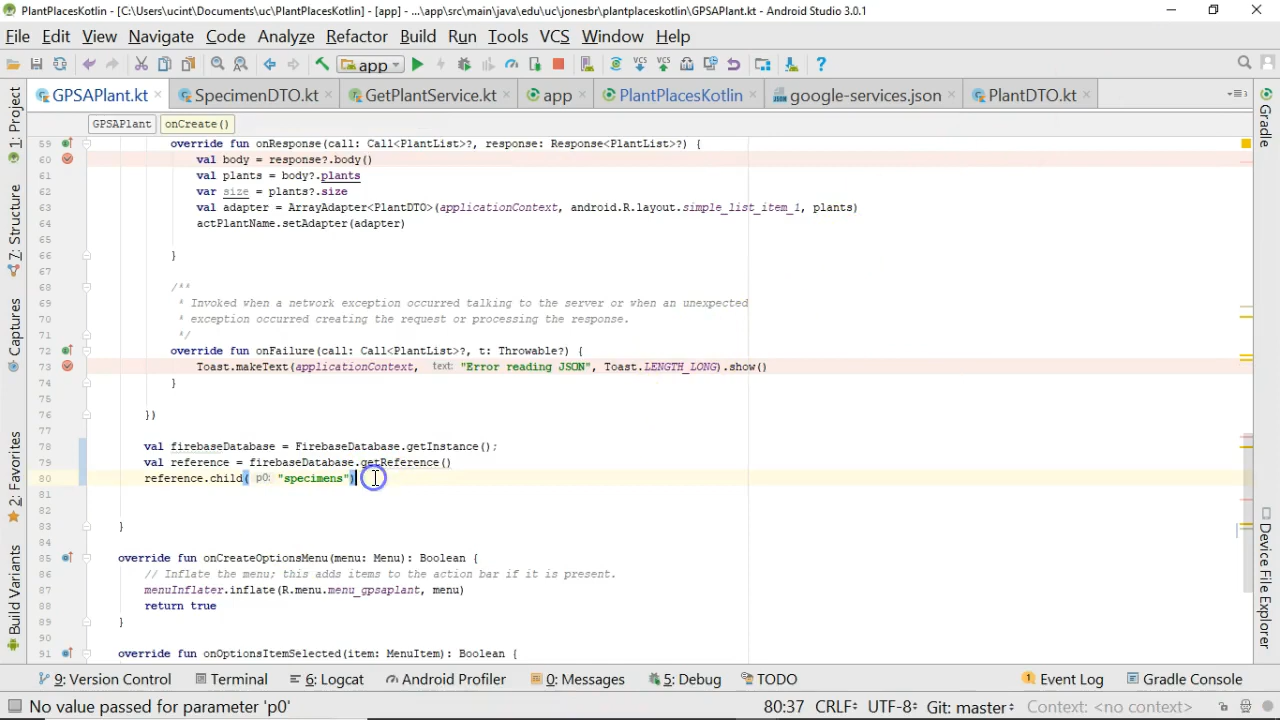 PlantPlacesKotlin - [C:\Users\ucint\Documents\uc\PlantPlacesKotlin] - [app] - ...\app\src\main\java\edu\uc\jonesbr\plantplaceskotlin\GPSAPlant.kt - Android Studio 3.0.1
File Edit View Navigate Code Analyze Refactor Build Run Tools VCS Window Help
app
GPSAPlant.kt SpecimenDTO.kt GetPlantService.kt app PlantPlacesKotlin google-services.json PlantDTO.kt
GPSAPlant onCreate()
1: Project
7: Structure
Captures
2: Favorites
Build Variants
59 override fun onResponse(call: Call<PlantList>?, response: Response<PlantList>?) {
60 val body = response?.body()
61 val plants = body?.plants
62 var size = plants?.size
63 val adapter = ArrayAdapter<PlantDTO>(applicationContext, android.R.layout.simple_list_item_1, plants)
64 actPlantName.setAdapter(adapter)
65
66 }
67
68 /**
69 * Invoked when a network exception occurred talking to the server or when an unexpected
70 * exception occurred creating the request or processing the response.
71 */
72 override fun onFailure(call: Call<PlantList>?, t: Throwable?) {
73 Toast.makeText(applicationContext, text: "Error reading JSON", Toast.LENGTH_LONG).show()
74 }
75
76 })
77
78 val firebaseDatabase = FirebaseDatabase.getInstance();
79 val reference = firebaseDatabase.getReference()
80 reference.child( p0: "specimens")
81
82
83 }
84
85 override fun onCreateOptionsMenu(menu: Menu): Boolean {
86 // Inflate the menu; this adds items to the action bar if it is present.
87 menuInflater.inflate(R.menu.menu_gpsaplant, menu)
88 return true
89 }
90
91 override fun onOptionsItemSelected(item: MenuItem): Boolean {
Gradle
Device File Explorer
9: Version Control Terminal 6: Logcat Android Profiler 0: Messages 5: Debug TODO 1 Event Log Gradle Console
No value passed for parameter 'p0' 80:37 CRLF UTF-8 Git: master Context: <no context>